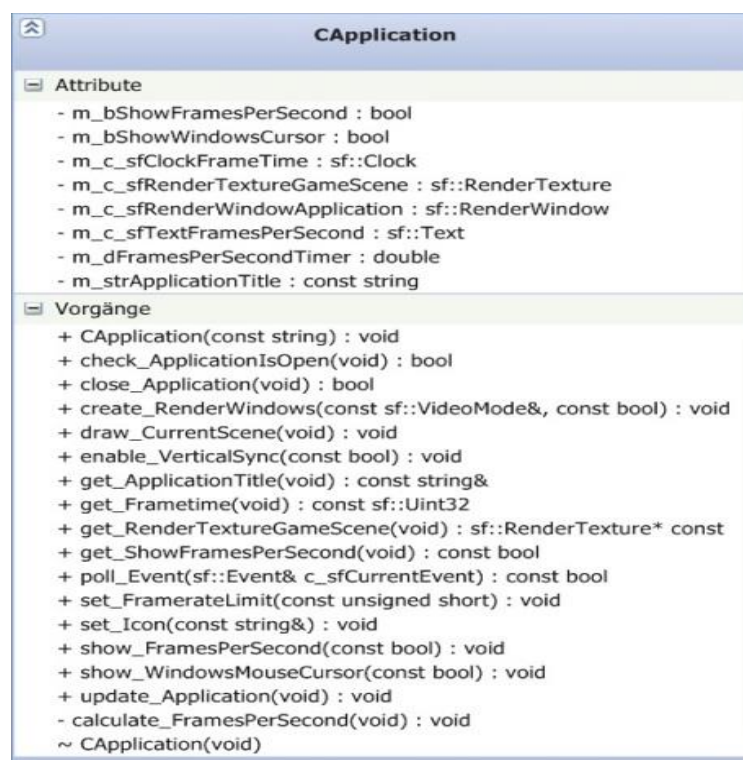 CApplication
Attribute
- m_bShowFramesPerSecond : bool
- m_bShowWindowsCursor : bool
- m_c_sfClockFrameTime : sf::Clock
- m_c_sfRenderTextureGameScene : sf::RenderTexture
- m_c_sfRenderWindowApplication : sf::RenderWindow
- m_c_sfTextFramesPerSecond : sf::Text
- m_dFramesPerSecondTimer : double
- m_strApplicationTitle : const string
Vorgänge
+ CApplication(const string) : void
+ check_ApplicationIsOpen(void) : bool
+ close_Application(void) : bool
+ create_RenderWindows(const sf::VideoMode&, const bool) : void
+ draw_CurrentScene(void) : void
+ enable_VerticalSync(const bool) : void
+ get_ApplicationTitle(void) : const string&
+ get_Frametime(void) : const sf::Uint32
+ get_RenderTextureGameScene(void) : sf::RenderTexture* const
+ get_ShowFramesPerSecond(void) : const bool
+ poll_Event(sf::Event& c_sfCurrentEvent) : const bool
+ set_FramerateLimit(const unsigned short) : void
+ set_Icon(const string&) : void
+ show_FramesPerSecond(const bool) : void
+ show_WindowsMouseCursor(const bool) : void
+ update_Application(void) : void
- calculate_FramesPerSecond(void) : void
~ CApplication(void)